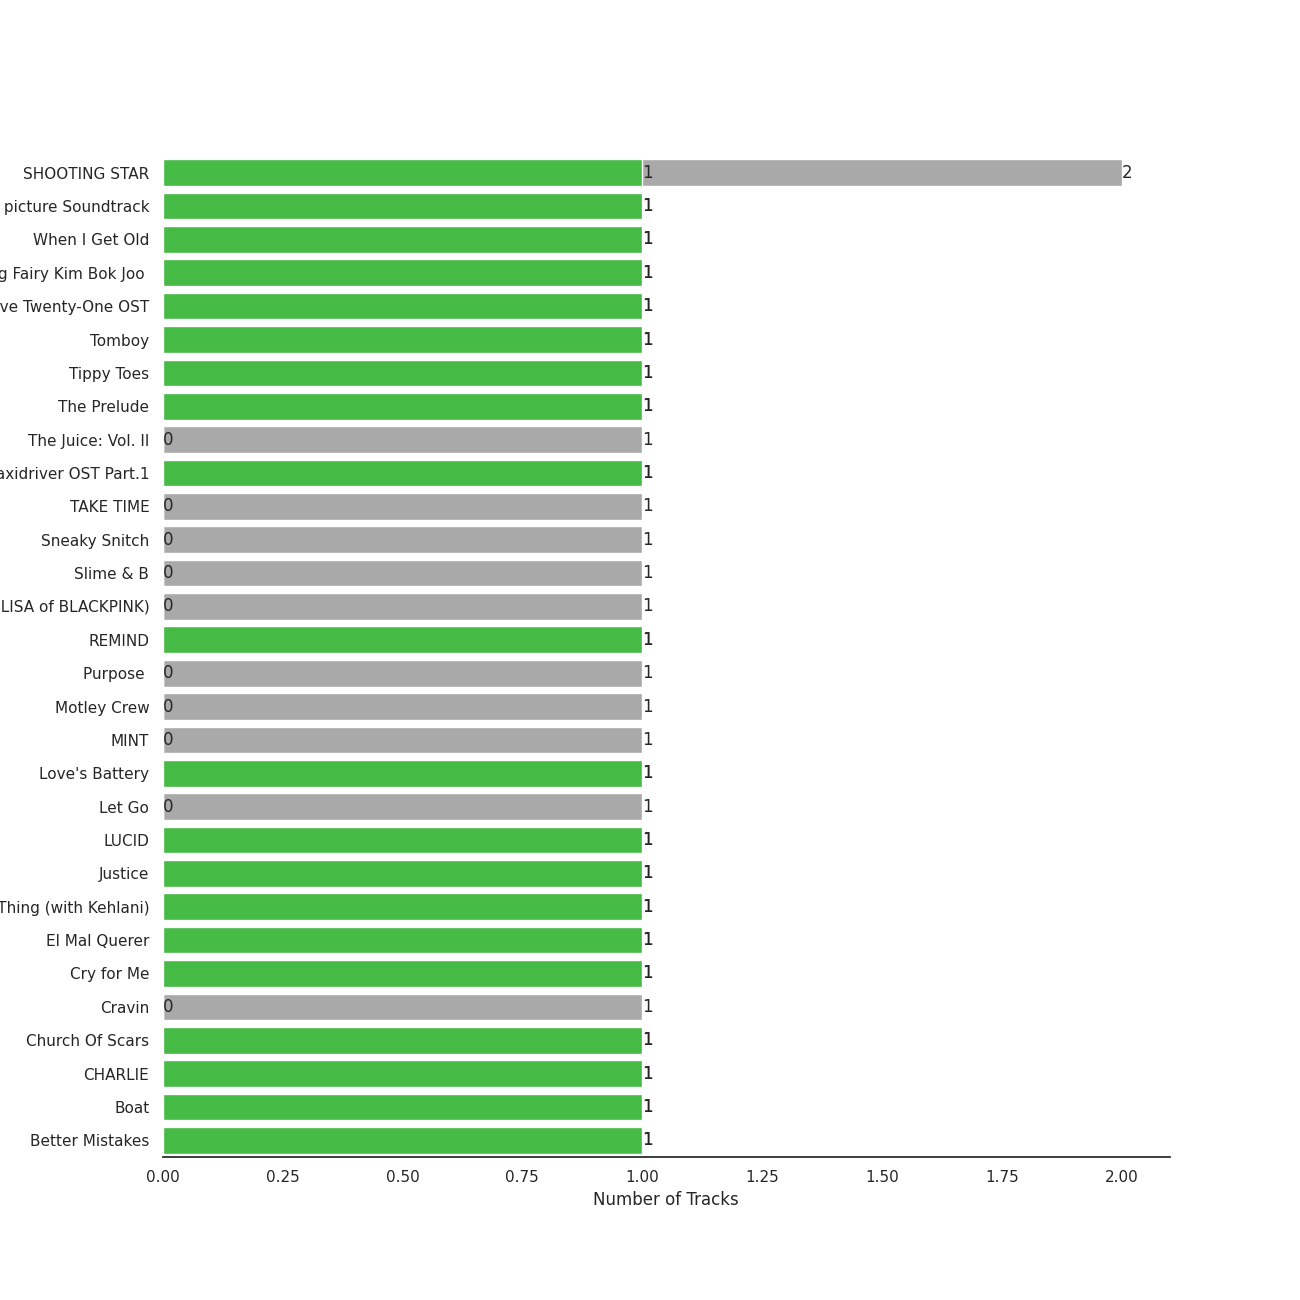 SHOOTING STAR 1 2
picture Soundtrack 1
When I Get Old 1
g Fairy Kim Bok Joo 1
ve Twenty-One OST 1
Tomboy 1
Tippy Toes 1
The Prelude 1
The Juice: Vol. II 0 1
axidriver OST Part.1 1
TAKE TIME 0 1
Sneaky Snitch 0 1
Slime & B 0 1
LISA of BLACKPINK) 0 1
REMIND 1
Purpose 0 1
Motley Crew 0 1
MINT 0 1
Love's Battery 1
Let Go 0 1
LUCID 1
Justice 1
Thing (with Kehlani) 1
El Mal Querer 1
Cry for Me 1
Cravin 0 1
Church Of Scars 1
CHARLIE 1
Boat 1
Better Mistakes 1
0.00 0.25 0.50 0.75 1.00 1.25 1.50 1.75 2.00
Number of Tracks